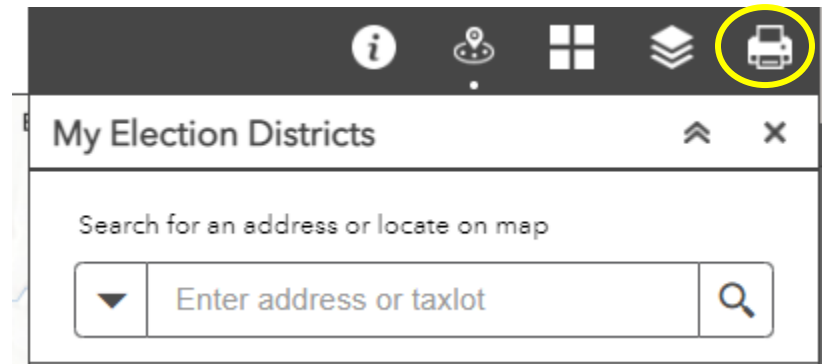 My Election Districts
Search for an address or locate on map
Enter address or taxlot